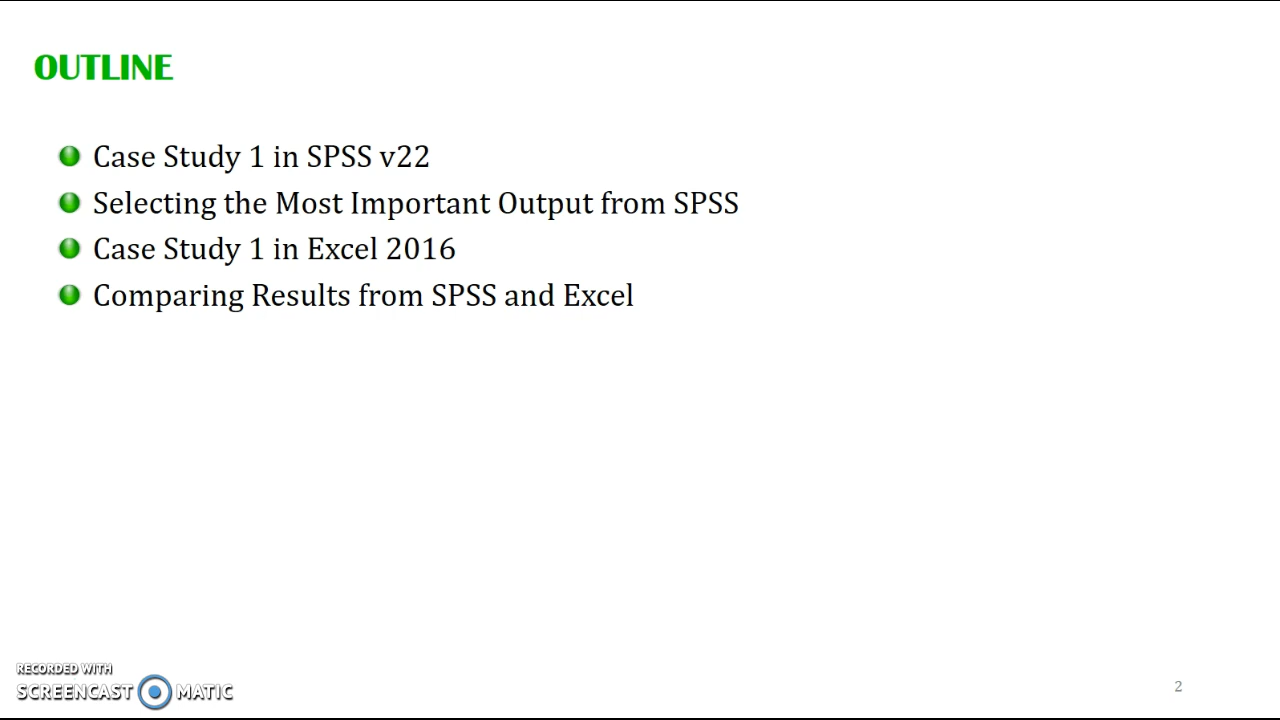 OUTLINE
Case Study 1 in SPSS v22
Selecting the Most Important Output from SPSS
Case Study 1 in Excel 2016
Comparing Results from SPSS and Excel
RECORDED WITH
SCREENCAST MATIC
2